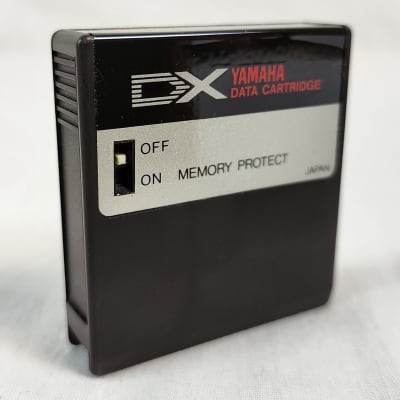 DX YAMAHA
DATA CARTRIDGE
OFF
ON MEMORY PROTECT
JAPAN